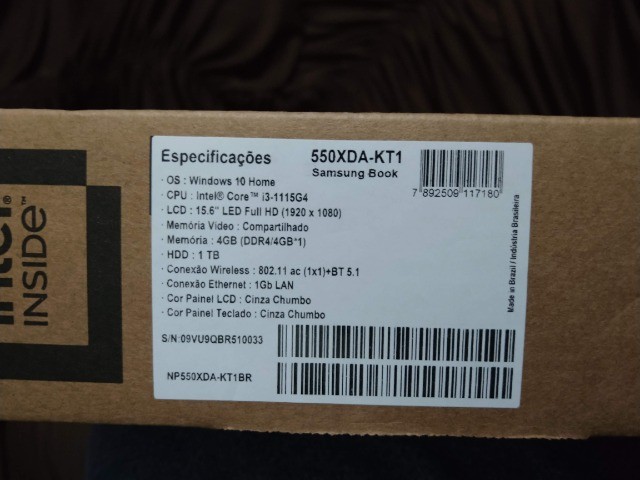 Especificações
550XDA-KT1
Samsung Book
7 892509 117180
· OS : Windows 10 Home
· CPU : Intel® Core™ i3-1115G4
· LCD : 15.6" LED Full HD (1920 x 1080)
· Memória Video : Compartilhado
· Memória : 4GB (DDR4/4GB*1)
· HDD : 1 TB
· Conexão Wireless : 802.11 ac (1x1)+BT 5.1
· Conexão Ethernet : 1Gb LAN
· Cor Painel LCD : Cinza Chumbo
· Cor Painel Teclado : Cinza Chumbo
S/N:09VU9QBR510033
NP550XDA-KT1BR
Made in Brazil / Indústria Brasileira
intel®
INSIDE™